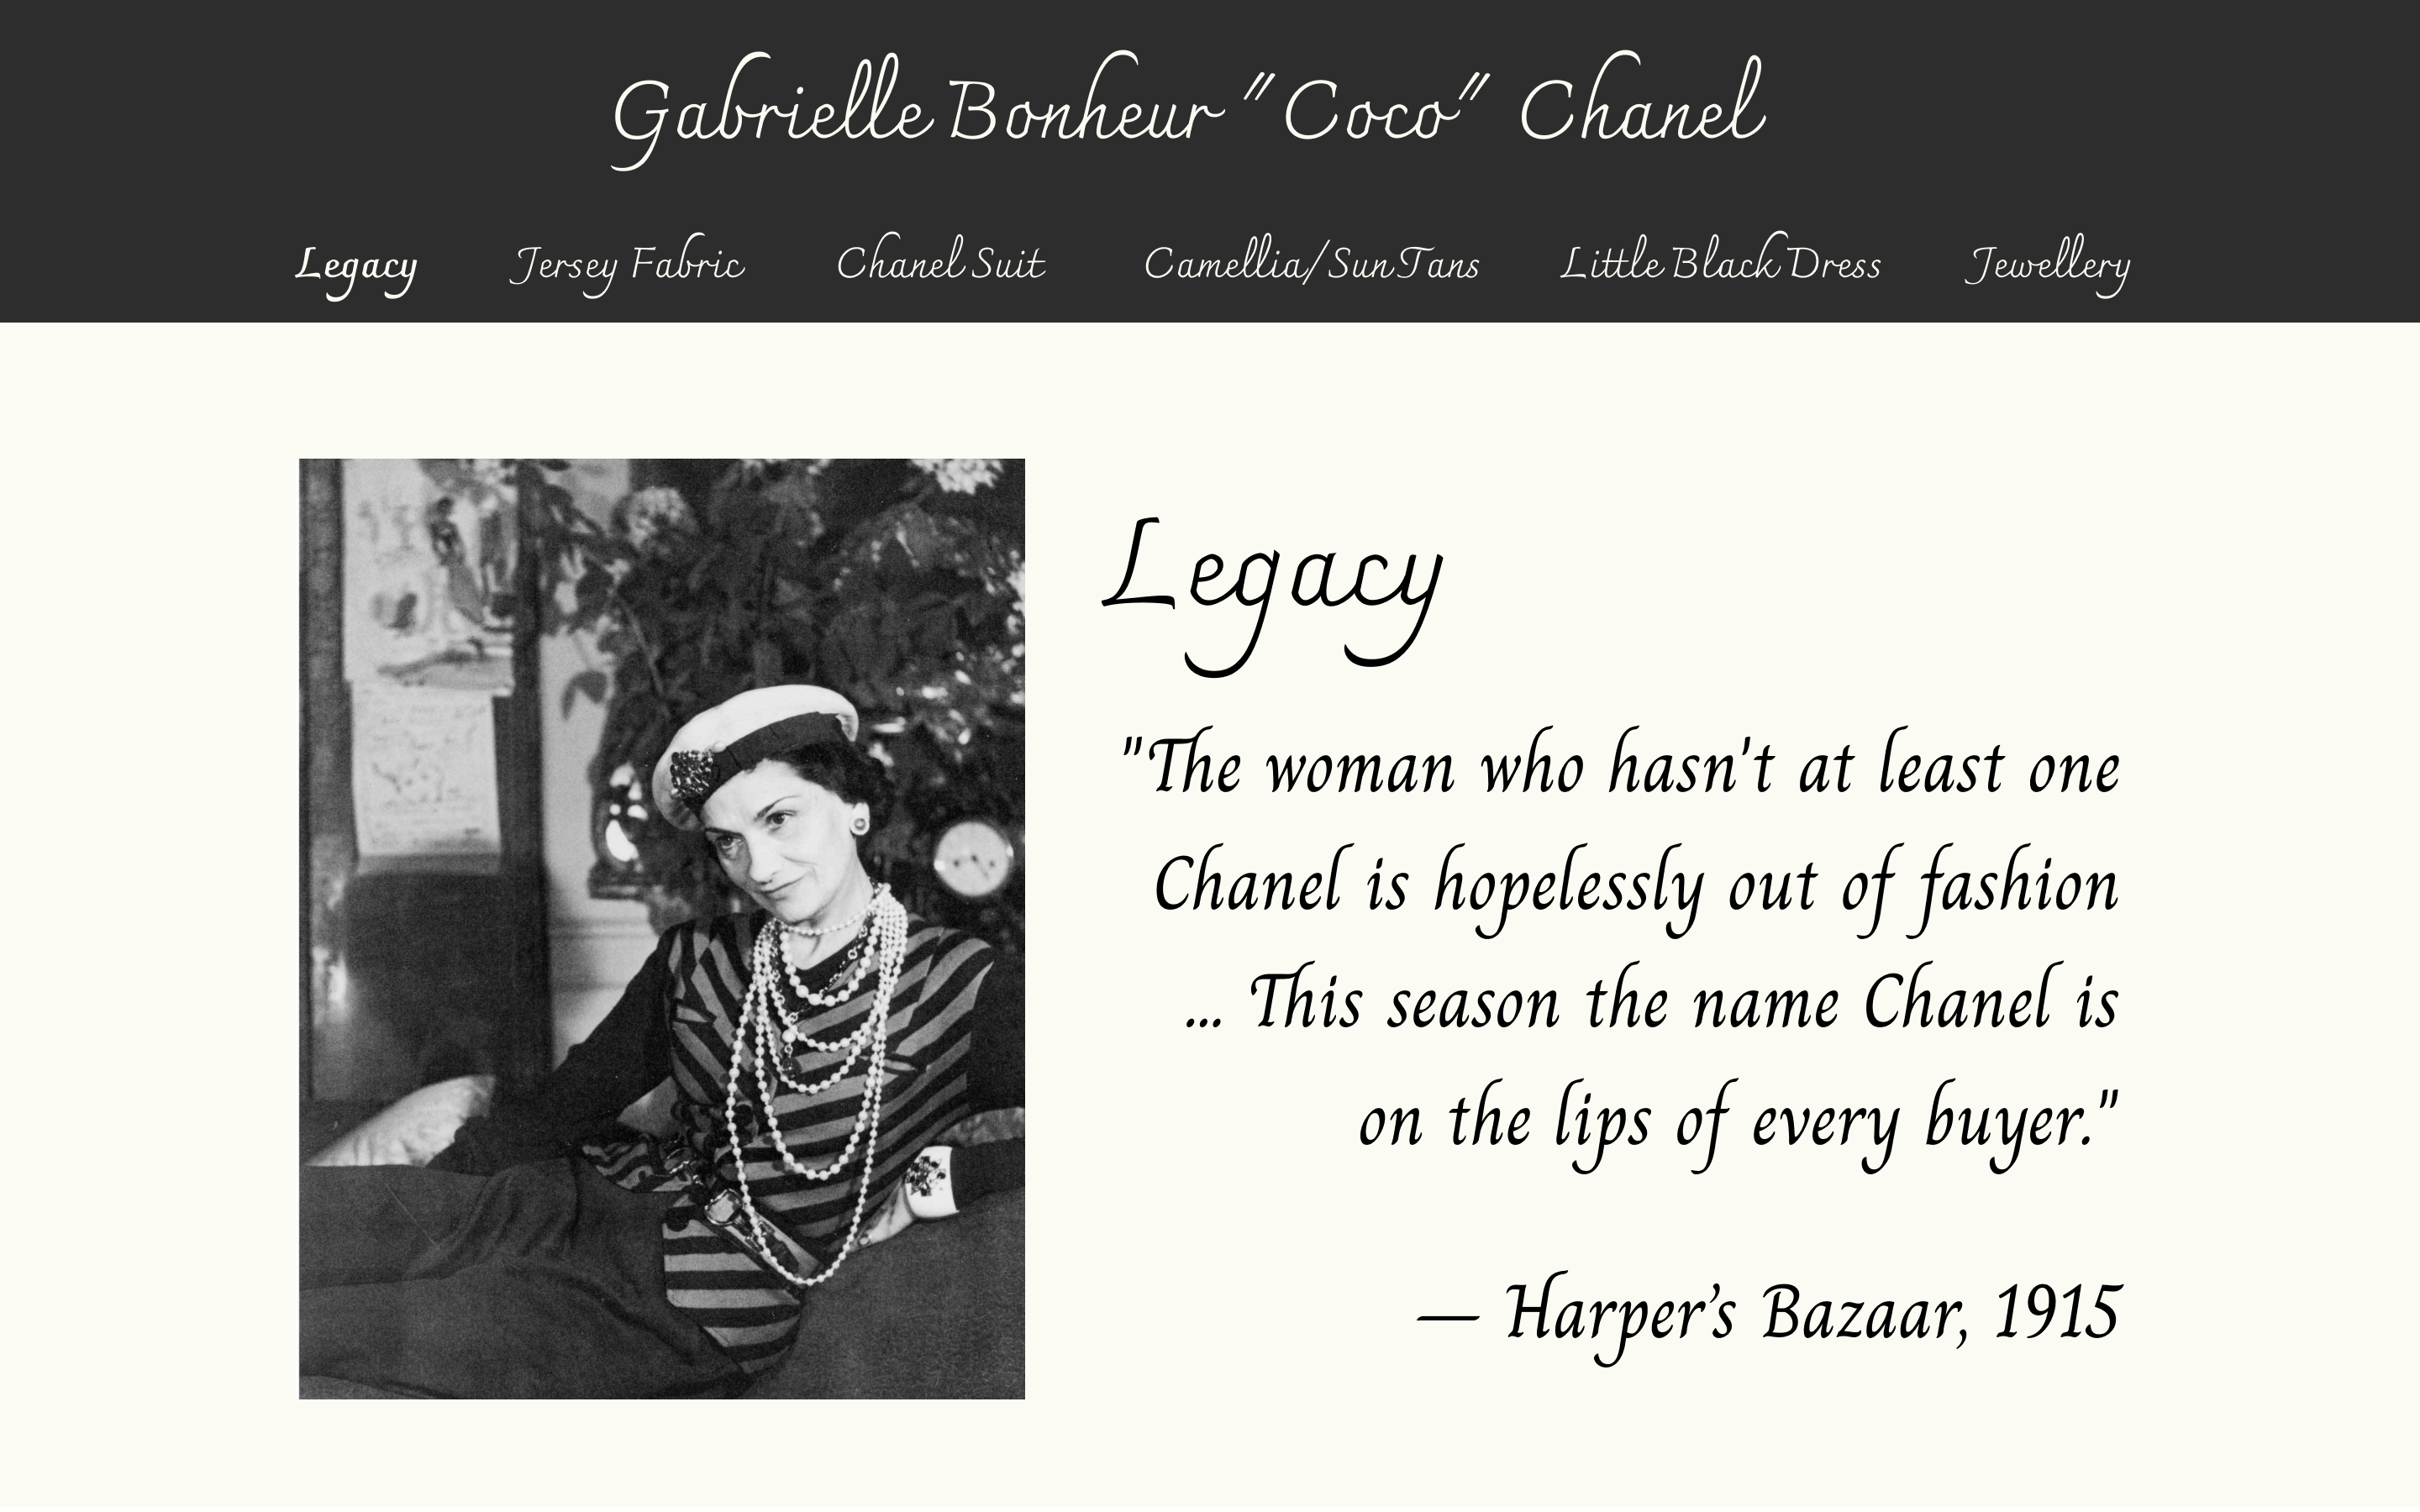 Gabrielle Bonheur "Coco" Chanel
Legacy
Jersey Fabric
Chanel Suit
Camellia/Sun Tans
Little Black Dress
Jewellery
Legacy
"The woman who hasn't at least one
Chanel is hopelessly out of fashion
... This season the name Chanel is
on the lips of every buyer."
— Harper’s Bazaar, 1915